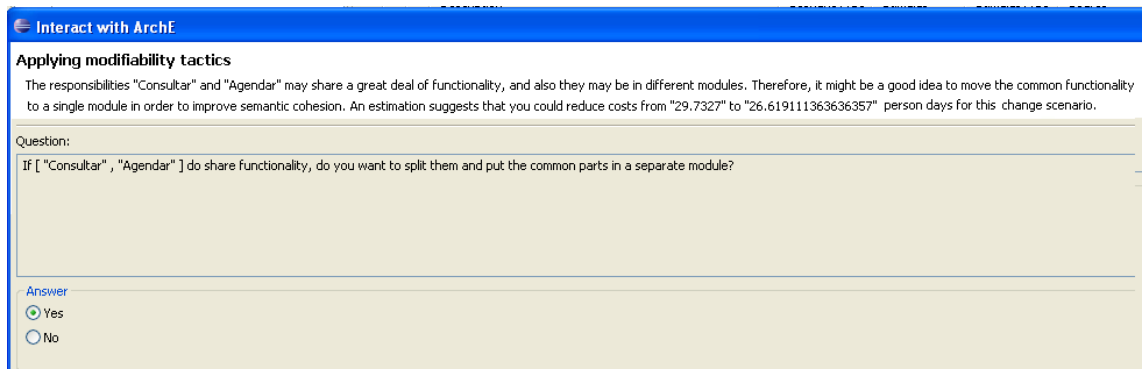 Interact with ArchE
Applying modifiability tactics
The responsibilities "Consultar" and "Agendar" may share a great deal of functionality, and also they may be in different modules. Therefore, it might be a good idea to move the common functionality
to a single module in order to improve semantic cohesion. An estimation suggests that you could reduce costs from "29.7327" to "26.619111363636357" person days for this change scenario.
Question:
If [ "Consultar" , "Agendar" ] do share functionality, do you want to split them and put the common parts in a separate module?
Answer
Yes
No